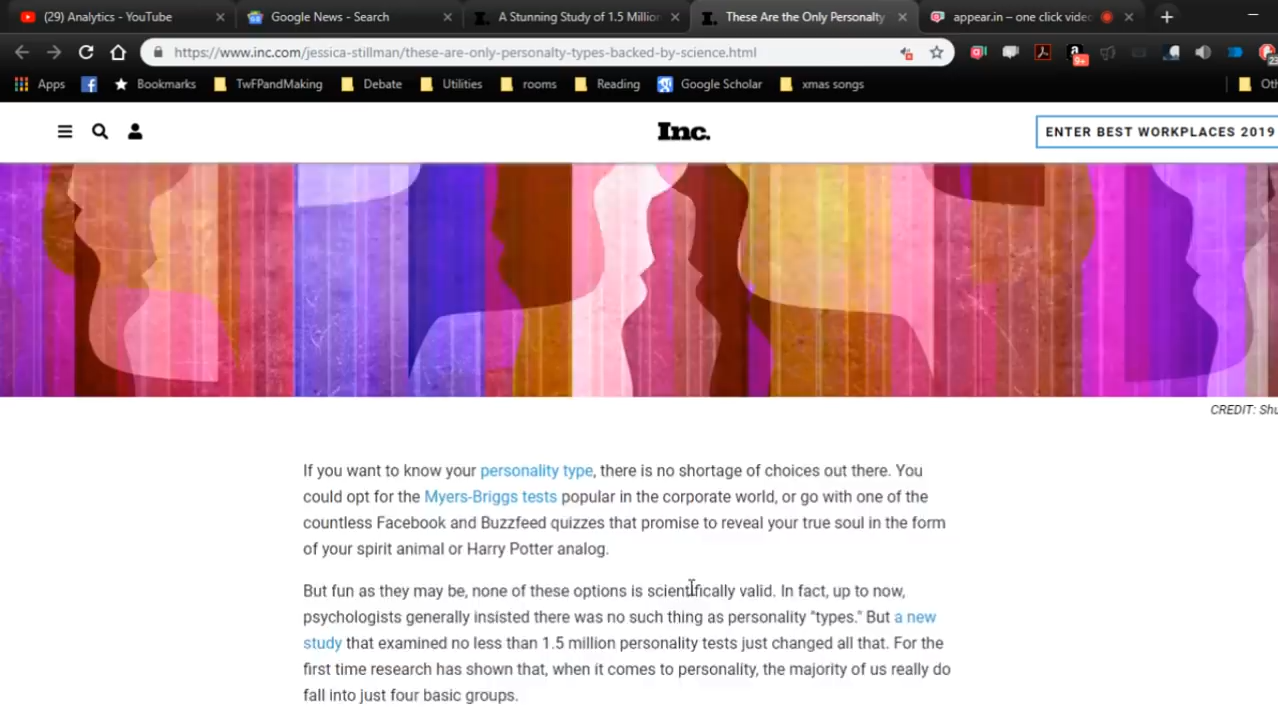 (29) Analytics - YouTube
Google News - Search
A Stunning Study of 1.5 Million
These Are the Only Personalty
appear.in – one click video
https://www.inc.com/jessica-stillman/these-are-only-personalty-types-backed-by-science.html
9+
23
Apps
Bookmarks
TwFPandMaking
Debate
Utilities
rooms
Reading
Google Scholar
xmas songs
Inc.
ENTER BEST WORKPLACES 2019
CREDIT:
If you want to know your personality type, there is no shortage of choices out there. You
could opt for the Myers-Briggs tests popular in the corporate world, or go with one of the
countless Facebook and Buzzfeed quizzes that promise to reveal your true soul in the form
of your spirit animal or Harry Potter analog.
But fun as they may be, none of these options is scientifically valid. In fact, up to now,
psychologists generally insisted there was no such thing as personality "types." But a new
study that examined no less than 1.5 million personality tests just changed all that. For the
first time research has shown that, when it comes to personality, the majority of us really do
fall into just four basic groups.